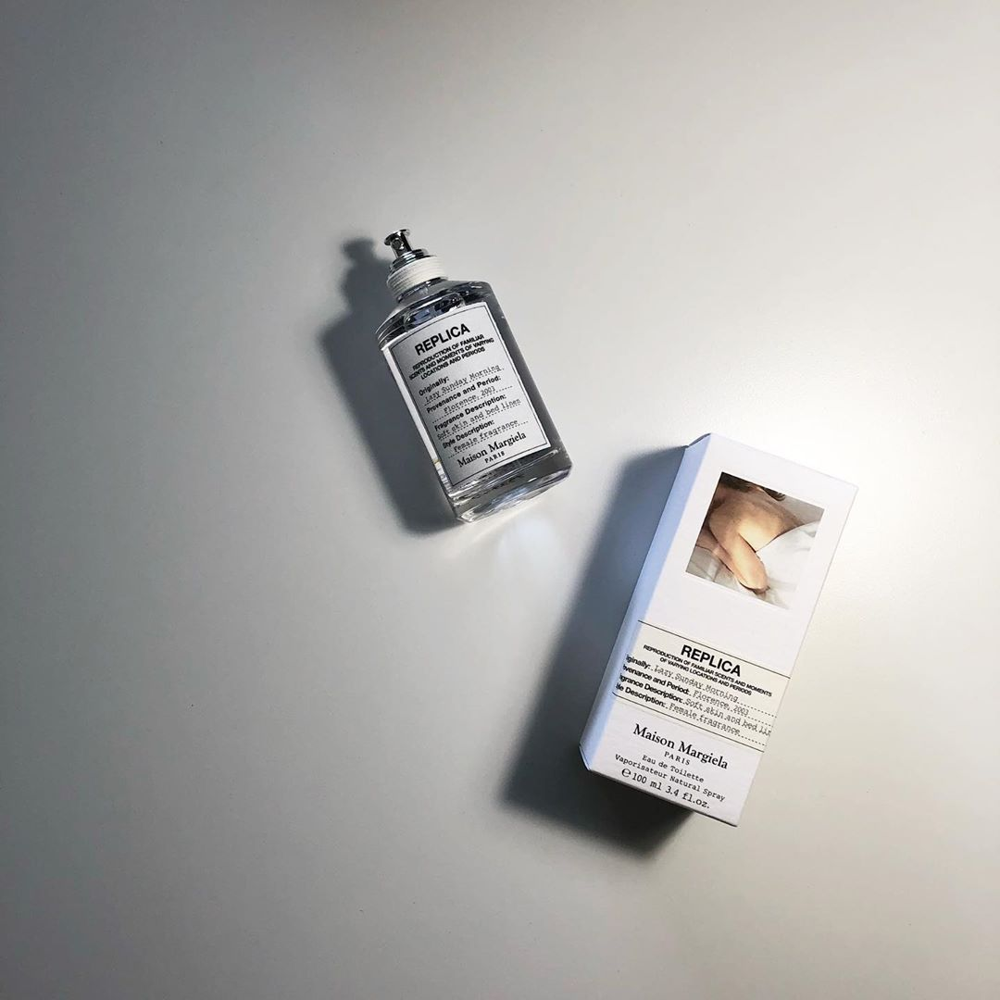 REPLICA
REPRODUCTION OF FAMILIAR
SCENTS AND MOMENTS OF VARYING
LOCATIONS AND PERIODS
Originally:
Lazy Sunday Morning
Provenance and Period:
Florence, 2003
Fragrance Description:
Soft skin and bed linen
Style Description:
Female fragrance
Maison Margiela
PARIS
REPLICA
REPRODUCTION OF FAMILIAR SCENTS AND MOMENTS
OF VARYING LOCATIONS AND PERIODS
iginally: Lazy Sunday Morning
ovenance and Period: Florence, 2003
agrance Description: Soft skin and bed lin
le Description: Female fragrance
Maison Margiela
PARIS
Eau de Toilette
Vaporisateur Natural Spray
℮ 100 ml 3.4 fl.oz.